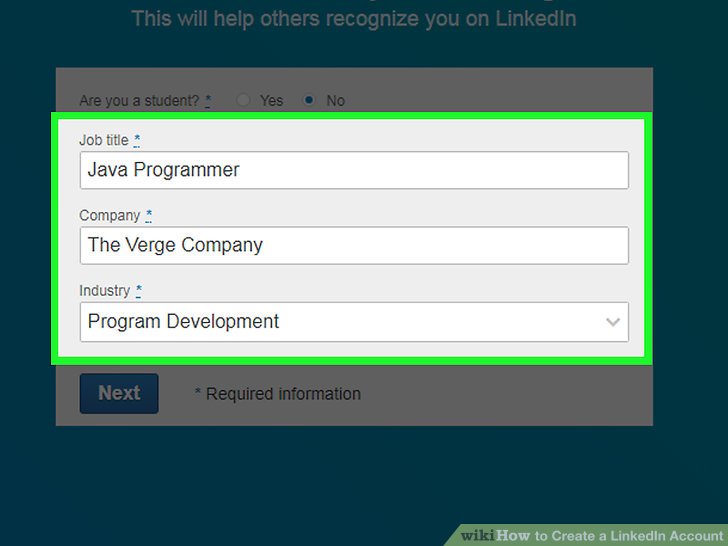 This will help others recognize you on LinkedIn
Are you a student? * Yes No
Job title *
Java Programmer
Company *
The Verge Company
Industry *
Program Development
Next * Required information
wikiHow to Create a LinkedIn Account